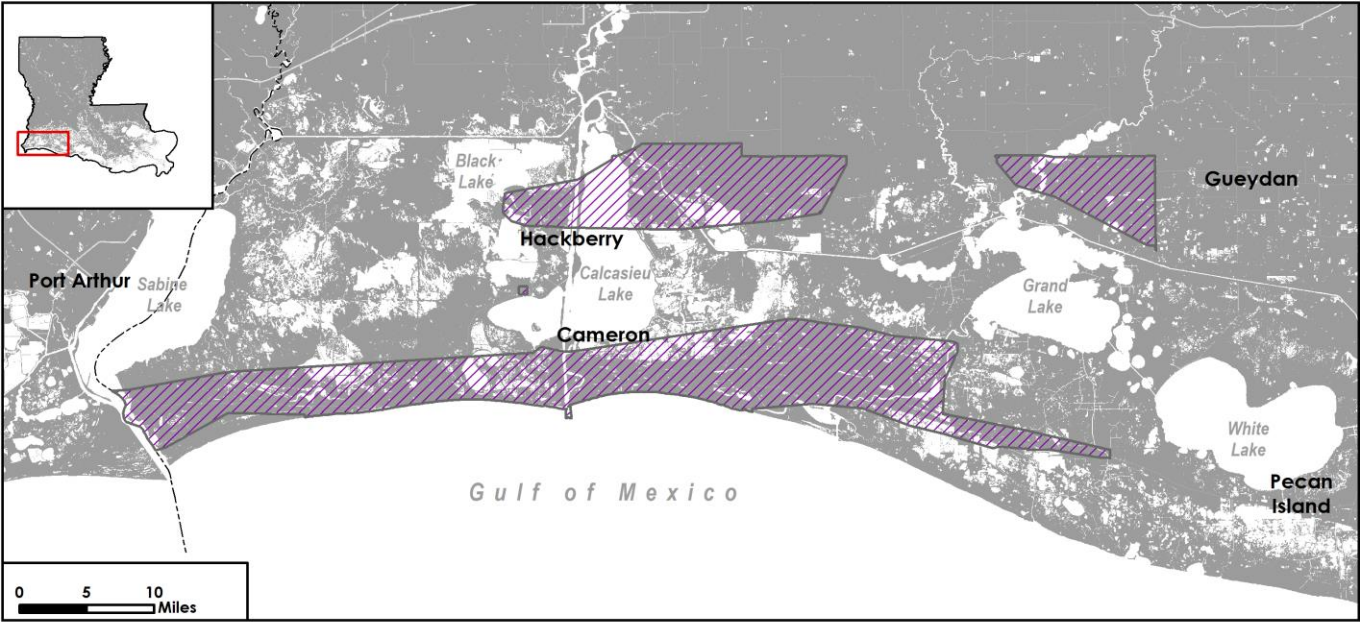 Black
Lake
Gueydan
Hackberry
Port Arthur
Sabine
Lake
Calcasieu
Lake
Grand
Lake
Cameron
White
Lake
Pecan
Island
Gulf of Mexico
0 5 10
Miles